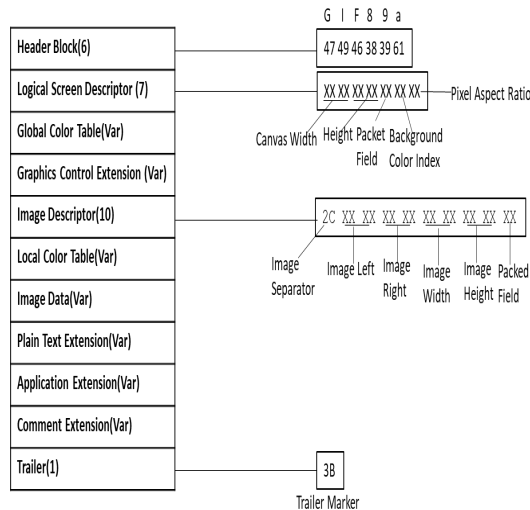 G I F 8 9 a
Header Block(6)
47 49 46 38 39 61
Logical Screen Descriptor (7)
XX XX XX XX XX XX XX
Pixel Aspect Ratio
Canvas Width
Height
Packet
Field
Background
Color Index
Global Color Table(Var)
Graphics Control Extension (Var)
Image Descriptor(10)
2C XX XX XX XX XX XX XX XX XX
Image
Separator
Image Left
Image
Right
Image
Width
Image
Height
Packed
Field
Local Color Table(Var)
Image Data(Var)
Plain Text Extension(Var)
Application Extension(Var)
Comment Extension(Var)
Trailer(1)
3B
Trailer Marker